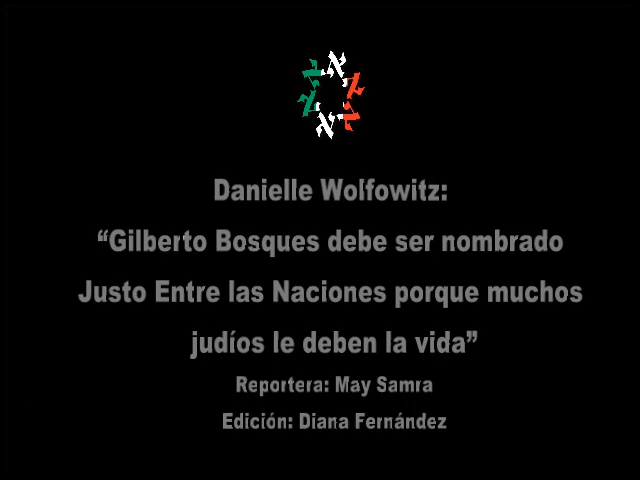 Danielle Wolfowitz:
“Gilberto Bosques debe ser nombrado
Justo Entre las Naciones porque muchos
judíos le deben la vida”
Reportera: May Samra
Edición: Diana Fernández